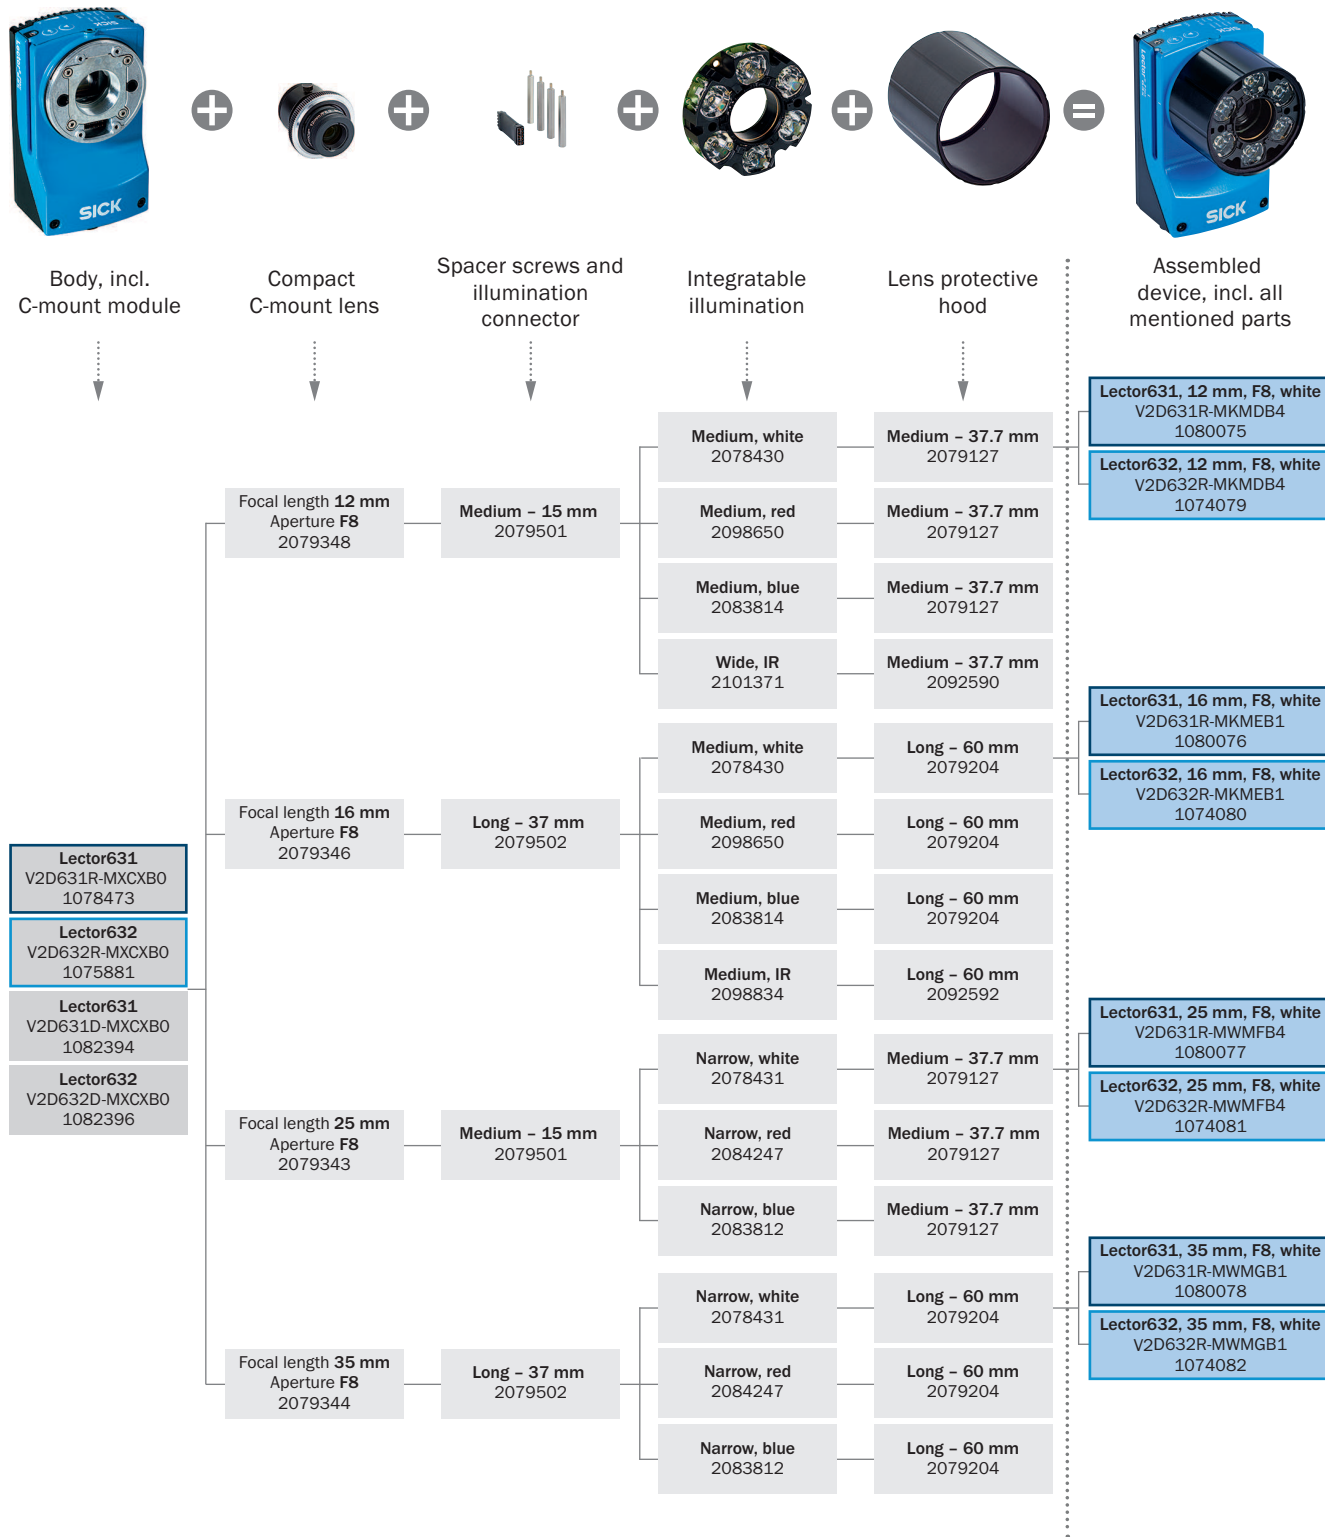 SICK
SICK
SICK
Body, incl.
C-mount module
Compact
C-mount lens
Spacer screws and
illumination
connector
Integratable
illumination
Lens protective
hood
Assembled
device, incl. all
mentioned parts
Lector631
V2D631R-MXCXB0
1078473
Lector632
V2D632R-MXCXB0
1075881
Lector631
V2D631D-MXCXB0
1082394
Lector632
V2D632D-MXCXB0
1082396
Focal length 12 mm
Aperture F8
2079348
Medium – 15 mm
2079501
Medium, white
2078430
Medium – 37.7 mm
2079127
Lector631, 12 mm, F8, white
V2D631R-MKMDB4
1080075
Lector632, 12 mm, F8, white
V2D632R-MKMDB4
1074079
Medium, red
2098650
Medium – 37.7 mm
2079127
Medium, blue
2083814
Medium – 37.7 mm
2079127
Wide, IR
2101371
Medium – 37.7 mm
2092590
Focal length 16 mm
Aperture F8
2079346
Long – 37 mm
2079502
Medium, white
2078430
Long – 60 mm
2079204
Lector631, 16 mm, F8, white
V2D631R-MKMEB1
1080076
Lector632, 16 mm, F8, white
V2D632R-MKMEB1
1074080
Medium, red
2098650
Long – 60 mm
2079204
Medium, blue
2083814
Long – 60 mm
2079204
Medium, IR
2098834
Long – 60 mm
2092592
Focal length 25 mm
Aperture F8
2079343
Medium – 15 mm
2079501
Narrow, white
2078431
Medium – 37.7 mm
2079127
Lector631, 25 mm, F8, white
V2D631R-MWMFB4
1080077
Lector632, 25 mm, F8, white
V2D632R-MWMFB4
1074081
Narrow, red
2084247
Medium – 37.7 mm
2079127
Narrow, blue
2083812
Medium – 37.7 mm
2079127
Focal length 35 mm
Aperture F8
2079344
Long – 37 mm
2079502
Narrow, white
2078431
Long – 60 mm
2079204
Lector631, 35 mm, F8, white
V2D631R-MWMGB1
1080078
Lector632, 35 mm, F8, white
V2D632R-MWMGB1
1074082
Narrow, red
2084247
Long – 60 mm
2079204
Narrow, blue
2083812
Long – 60 mm
2079204